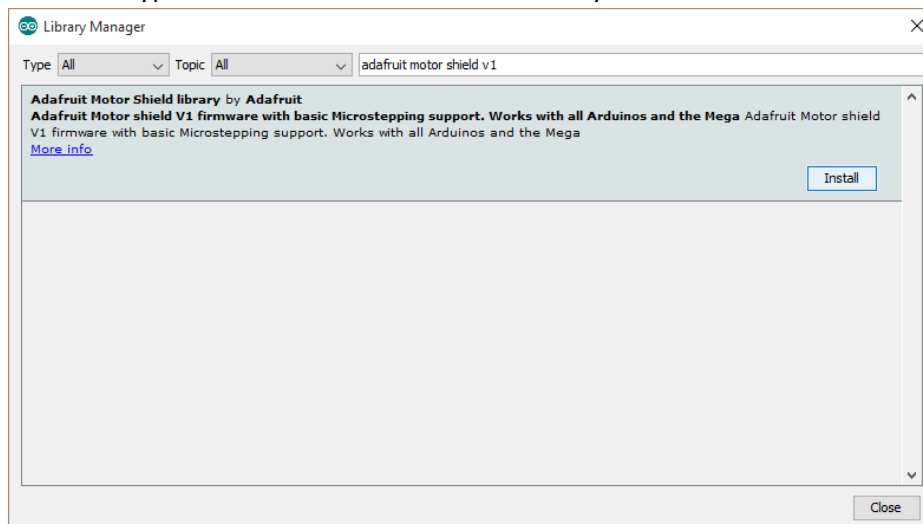 Library Manager
Type All Topic All adafruit motor shield v1
Adafruit Motor Shield library by Adafruit
Adafruit Motor shield V1 firmware with basic Microstepping support. Works with all Arduinos and the Mega Adafruit Motor shield
V1 firmware with basic Microstepping support. Works with all Arduinos and the Mega
More info
Install
Close